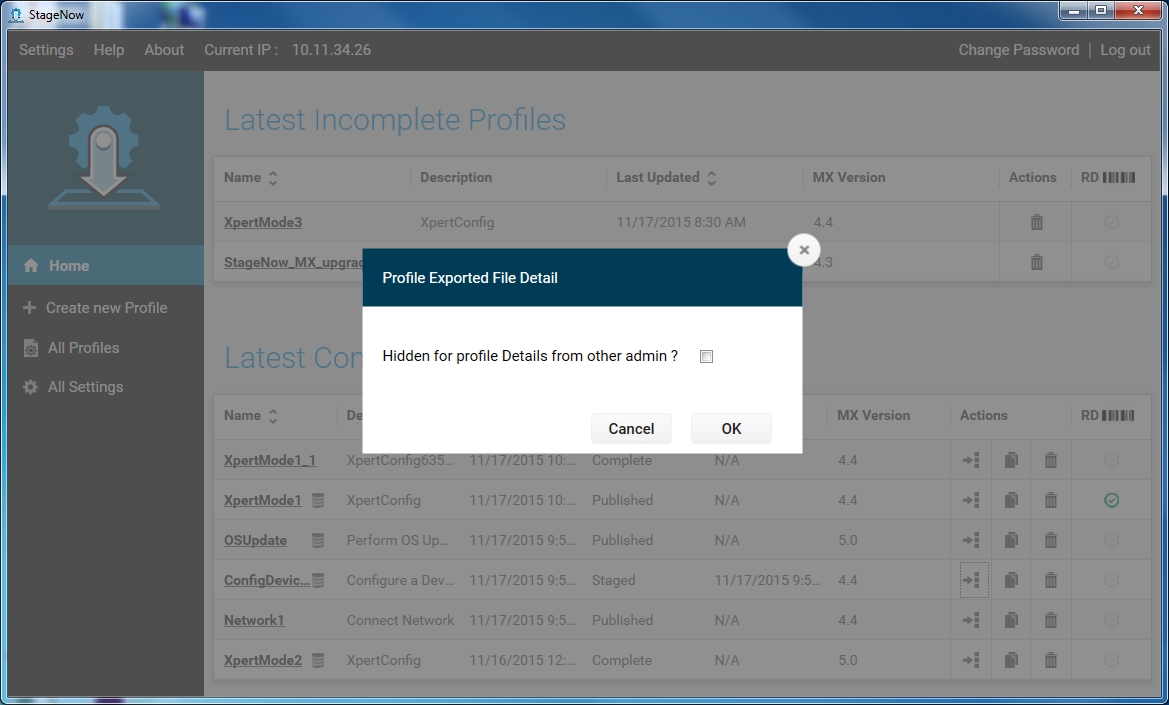 StageNow
Settings Help About Current IP : 10.11.34.26 Change Password | Log out
Latest Incomplete Profiles
Name Description Last Updated MX Version Actions RD
XpertMode3 XpertConfig 11/17/2015 8:30 AM 4.4
StageNow_MX_upgrad 4.3
Profile Exported File Detail
Hidden for profile Details from other admin ?
Cancel OK
Home
Create new Profile
All Profiles
All Settings
Latest Con
Name De MX Version Actions RD
XpertMode1_1 XpertConfig635... 11/17/2015 10:... Complete N/A 4.4
XpertMode1 XpertConfig 11/17/2015 10:... Published N/A 4.4
OSUpdate Perform OS Up... 11/17/2015 9:5... Published N/A 5.0
ConfigDevic... Configure a Dev... 11/17/2015 9:5... Staged 11/17/2015 9:5... 4.4
Network1 Connect Network 11/17/2015 9:5... Complete N/A 4.4
XpertMode2 XpertConfig 11/16/2015 12:... Complete N/A 5.0